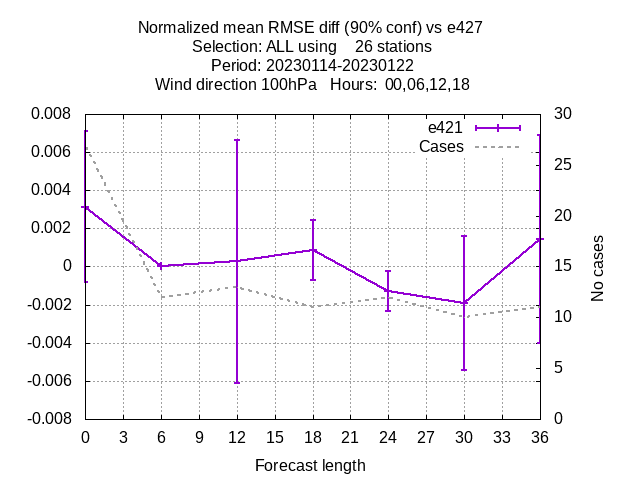 Normalized mean RMSE diff (90% conf) vs e427
Selection: ALL using    26 stations
Period: 20230114-20230122
Wind direction 100hPa   Hours:  00,06,12,18
0.008
0.006
0.004
0.002
0
-0.002
-0.004
-0.006
-0.008
e421
Cases
30
25
20
15
10
5
0
No cases
0 3 6 9 12 15 18 21 24 27 30 33 36
Forecast length